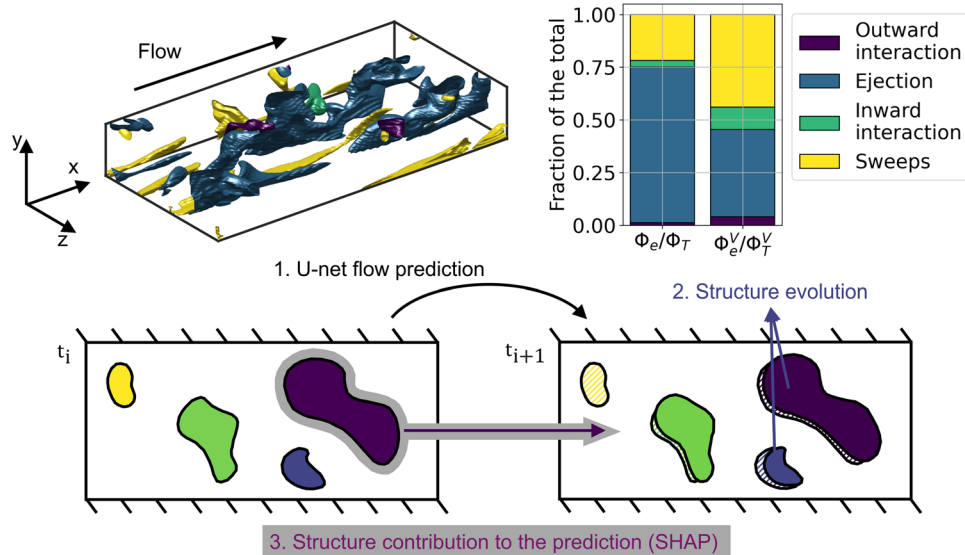 Flow
y
x
z
Fraction of the total
1.00
0.75
0.50
0.25
0.00
Φe/ΦT
Φe^V/ΦT^V
Outward
interaction
Ejection
Inward
interaction
Sweeps
1. U-net flow prediction
2. Structure evolution
ti
ti+1
3. Structure contribution to the prediction (SHAP)